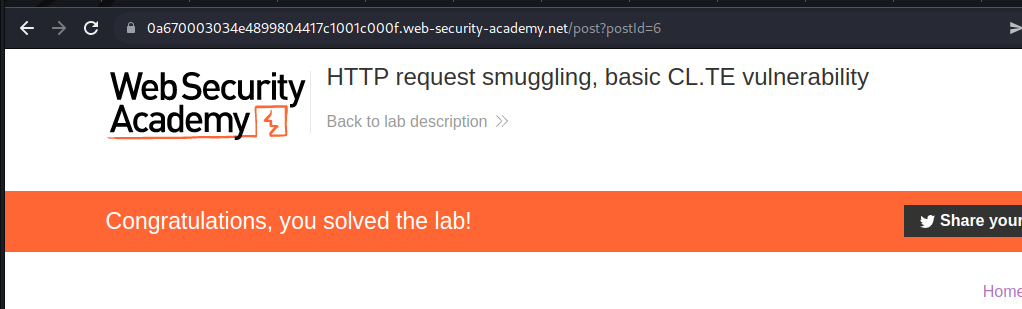 0a670003034e4899804417c1001c000f.web-security-academy.net/post?postId=6
Web Security
Academy
HTTP request smuggling, basic CL.TE vulnerability
Back to lab description
Congratulations, you solved the lab!
Share your
Home